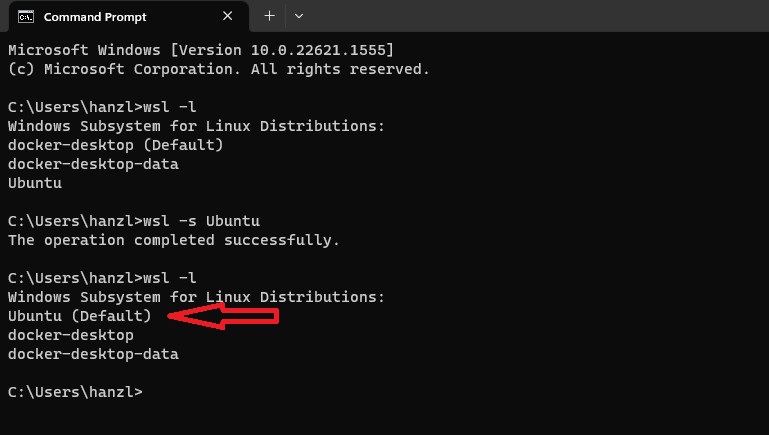 Command Prompt
Microsoft Windows [Version 10.0.22621.1555]
(c) Microsoft Corporation. All rights reserved.
C:\Users\hanzl>wsl -l
Windows Subsystem for Linux Distributions:
docker-desktop (Default)
docker-desktop-data
Ubuntu
C:\Users\hanzl>wsl -s Ubuntu
The operation completed successfully.
C:\Users\hanzl>wsl -l
Windows Subsystem for Linux Distributions:
Ubuntu (Default)
docker-desktop
docker-desktop-data
C:\Users\hanzl>